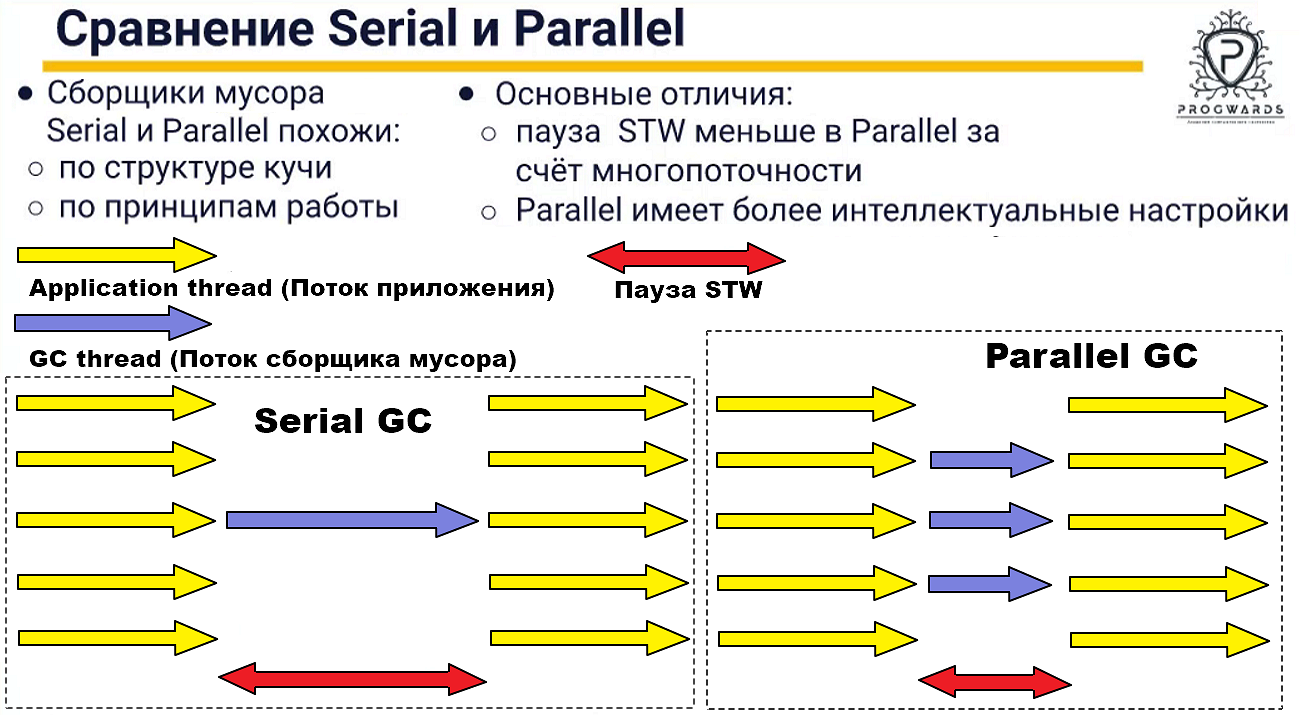 Сравнение Serial и Parallel
PROGWARDS
● Сборщики мусора
Serial и Parallel похожи:
○ по структуре кучи
○ по принципам работы
● Основные отличия:
○ пауза STW меньше в Parallel за
счёт многопоточности
○ Parallel имеет более интеллектуальные настройки
Application thread (Поток приложения)
Пауза STW
GC thread (Поток сборщика мусора)
Serial GC
Parallel GC